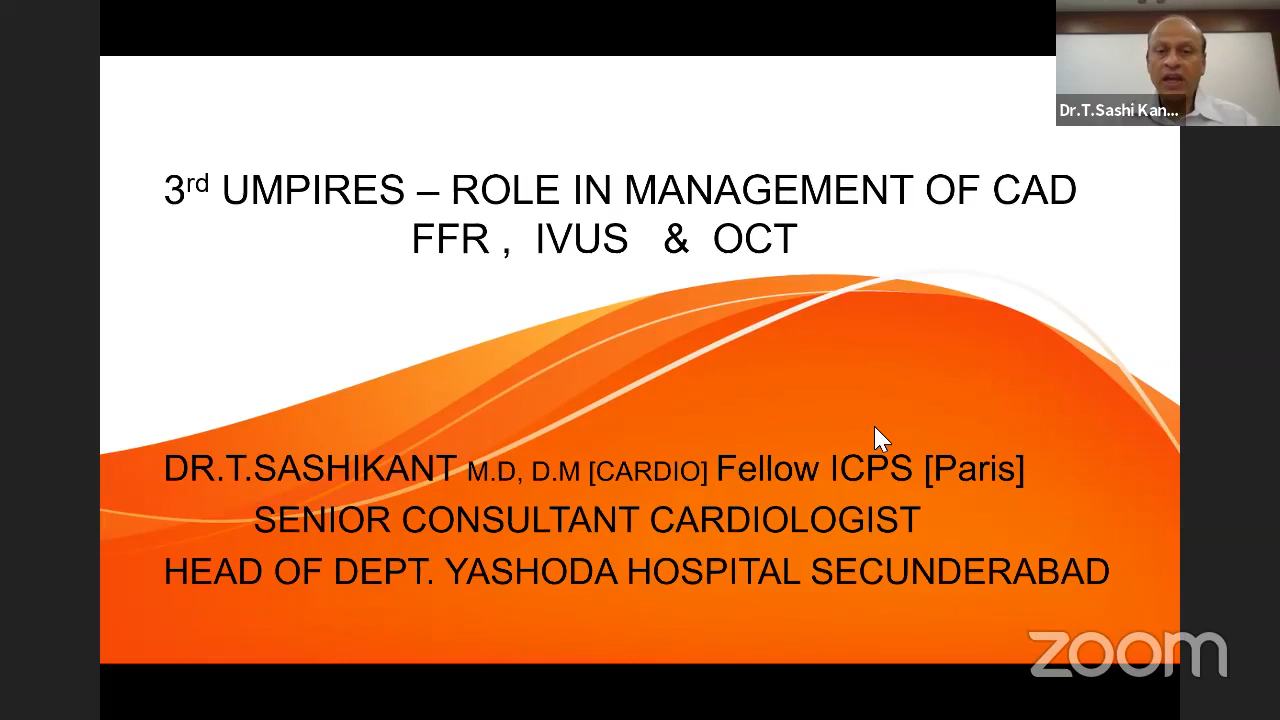 Dr.T.Sashi Kan...
3rd UMPIRES – ROLE IN MANAGEMENT OF CAD
FFR , IVUS & OCT
DR.T.SASHIKANT M.D, D.M [CARDIO] Fellow ICPS [Paris]
SENIOR CONSULTANT CARDIOLOGIST
HEAD OF DEPT. YASHODA HOSPITAL SECUNDERABAD
zoom